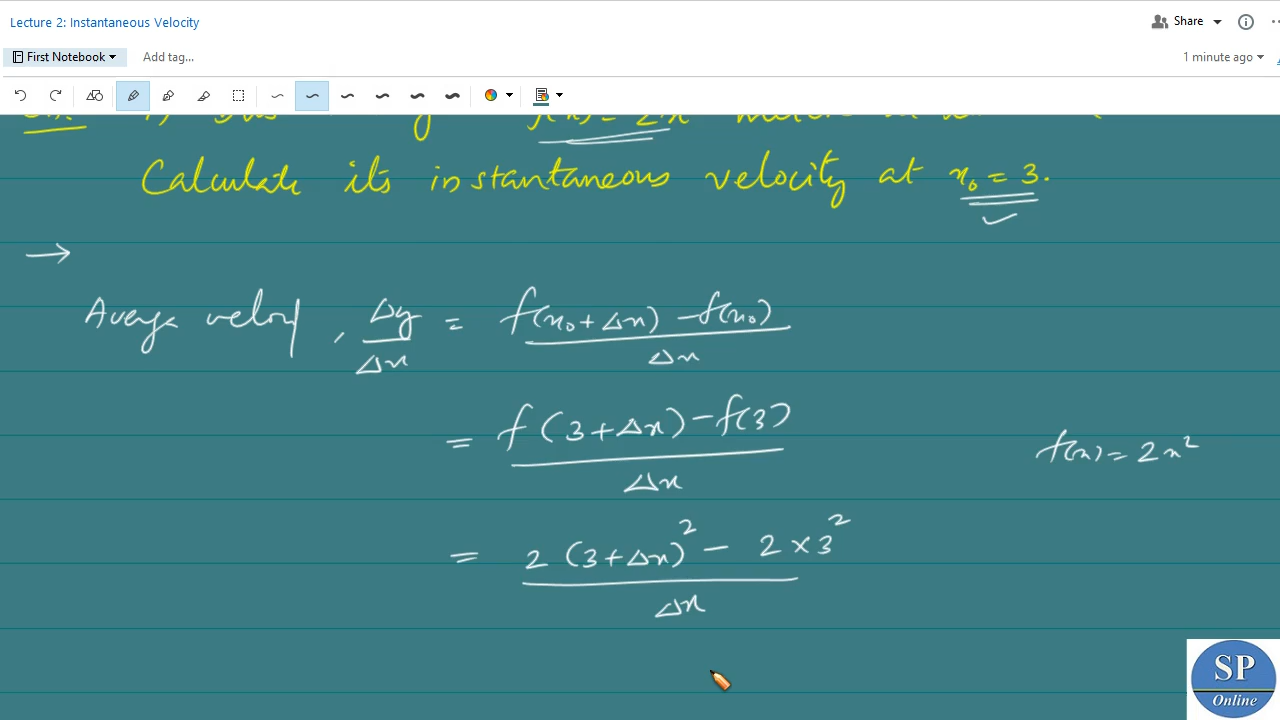 Lecture 2: Instantaneous Velocity
Share
First Notebook
Add tag...
1 minute ago
Calculate its instantaneous velocity at x₀ = 3.
→
Average velocity, Δy/Δx = (f(x₀+Δx) - f(x₀))/Δx
= (f(3+Δx) - f(3))/Δx
f(x) = 2x²
= (2(3+Δx)² - 2×3²)/Δx
SP
Online